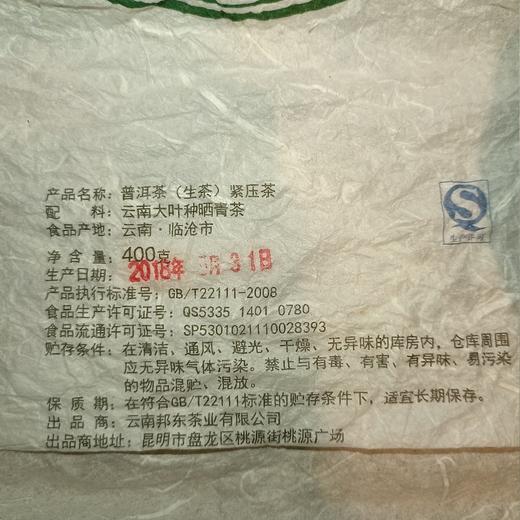 产品名称：普洱茶（生茶）紧压茶
配　　料：云南大叶种晒青茶
食品产地：云南·临沧市
净 含 量：400克
生产日期：2018年 3月31日
产品执行标准号：GB/T22111-2008
食品生产许可证号：QS5335 1401 0780
食品流通许可证号：SP5301021110028393
贮存条件：在清洁、通风、避光、干燥、无异味的库房内，仓库周围
应无异味气体污染。禁止与有毒、有害、有异味、易污染
的物品混贮、混放。
保 质 期：在符合GB/T22111标准的贮存条件下，适宜长期保存。
出 品 商：云南邦东茶业有限公司
出品商地址：昆明市盘龙区桃源街桃源广场
生产许可